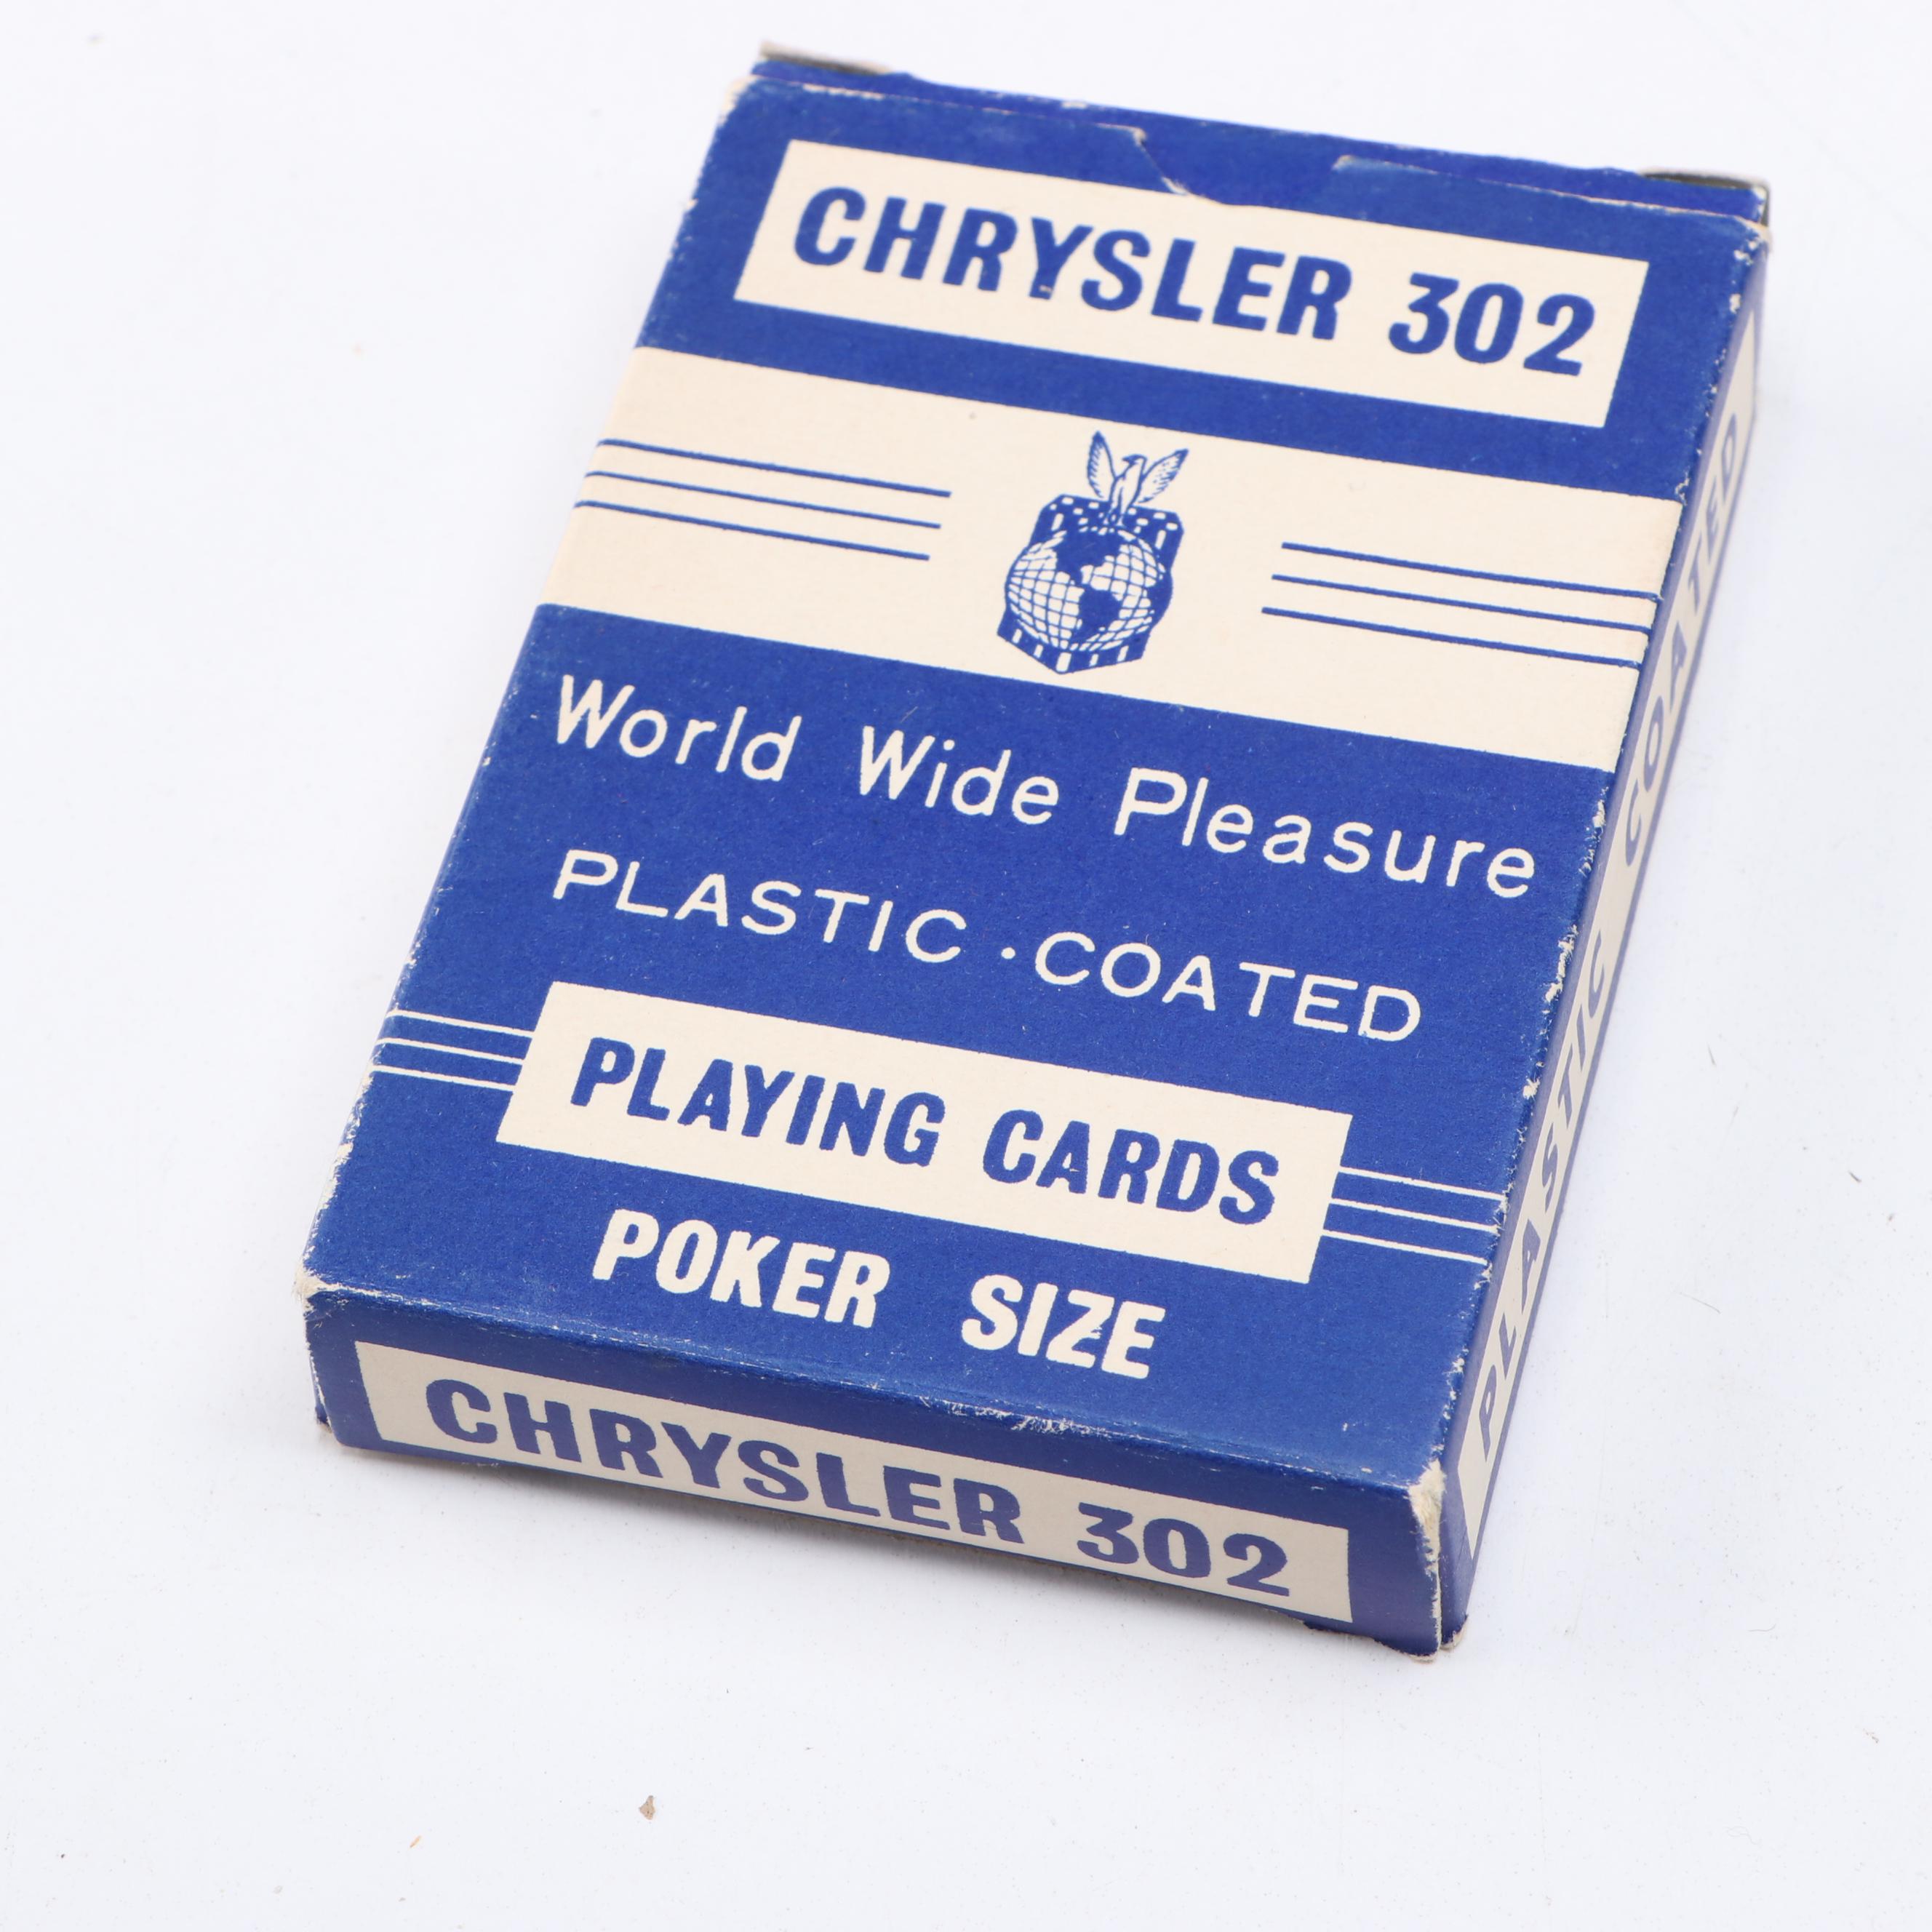 CHRYSLER 302
World Wide Pleasure
PLASTIC · COATED
PLAYING CARDS
POKER SIZE
CHRYSLER 302
PLASTIC COATED